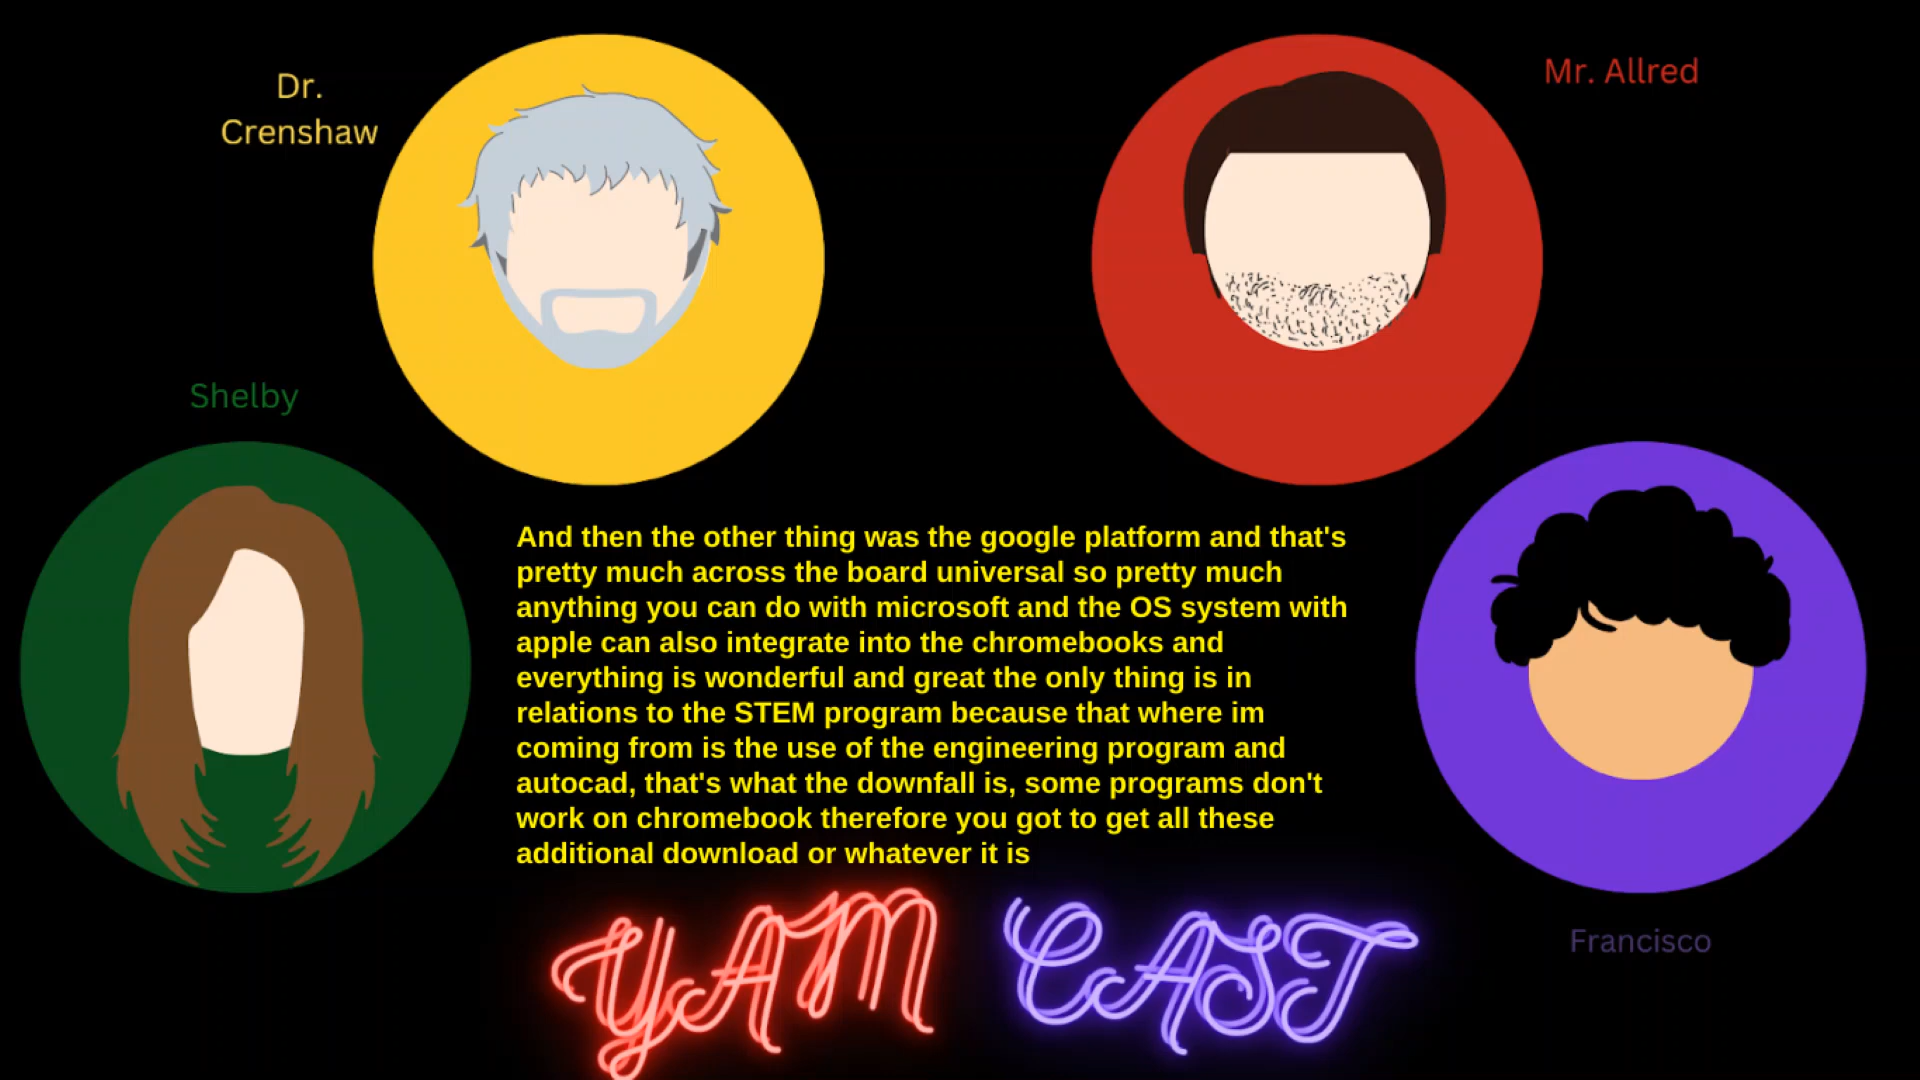 Dr.
Crenshaw
Mr. Allred
Shelby
And then the other thing was the google platform and that's
pretty much across the board universal so pretty much
anything you can do with microsoft and the OS system with
apple can also integrate into the chromebooks and
everything is wonderful and great the only thing is in
relations to the STEM program because that where im
coming from is the use of the engineering program and
autocad, that's what the downfall is, some programs don't
work on chromebook therefore you got to get all these
additional download or whatever it is
Francisco
YAM CAST